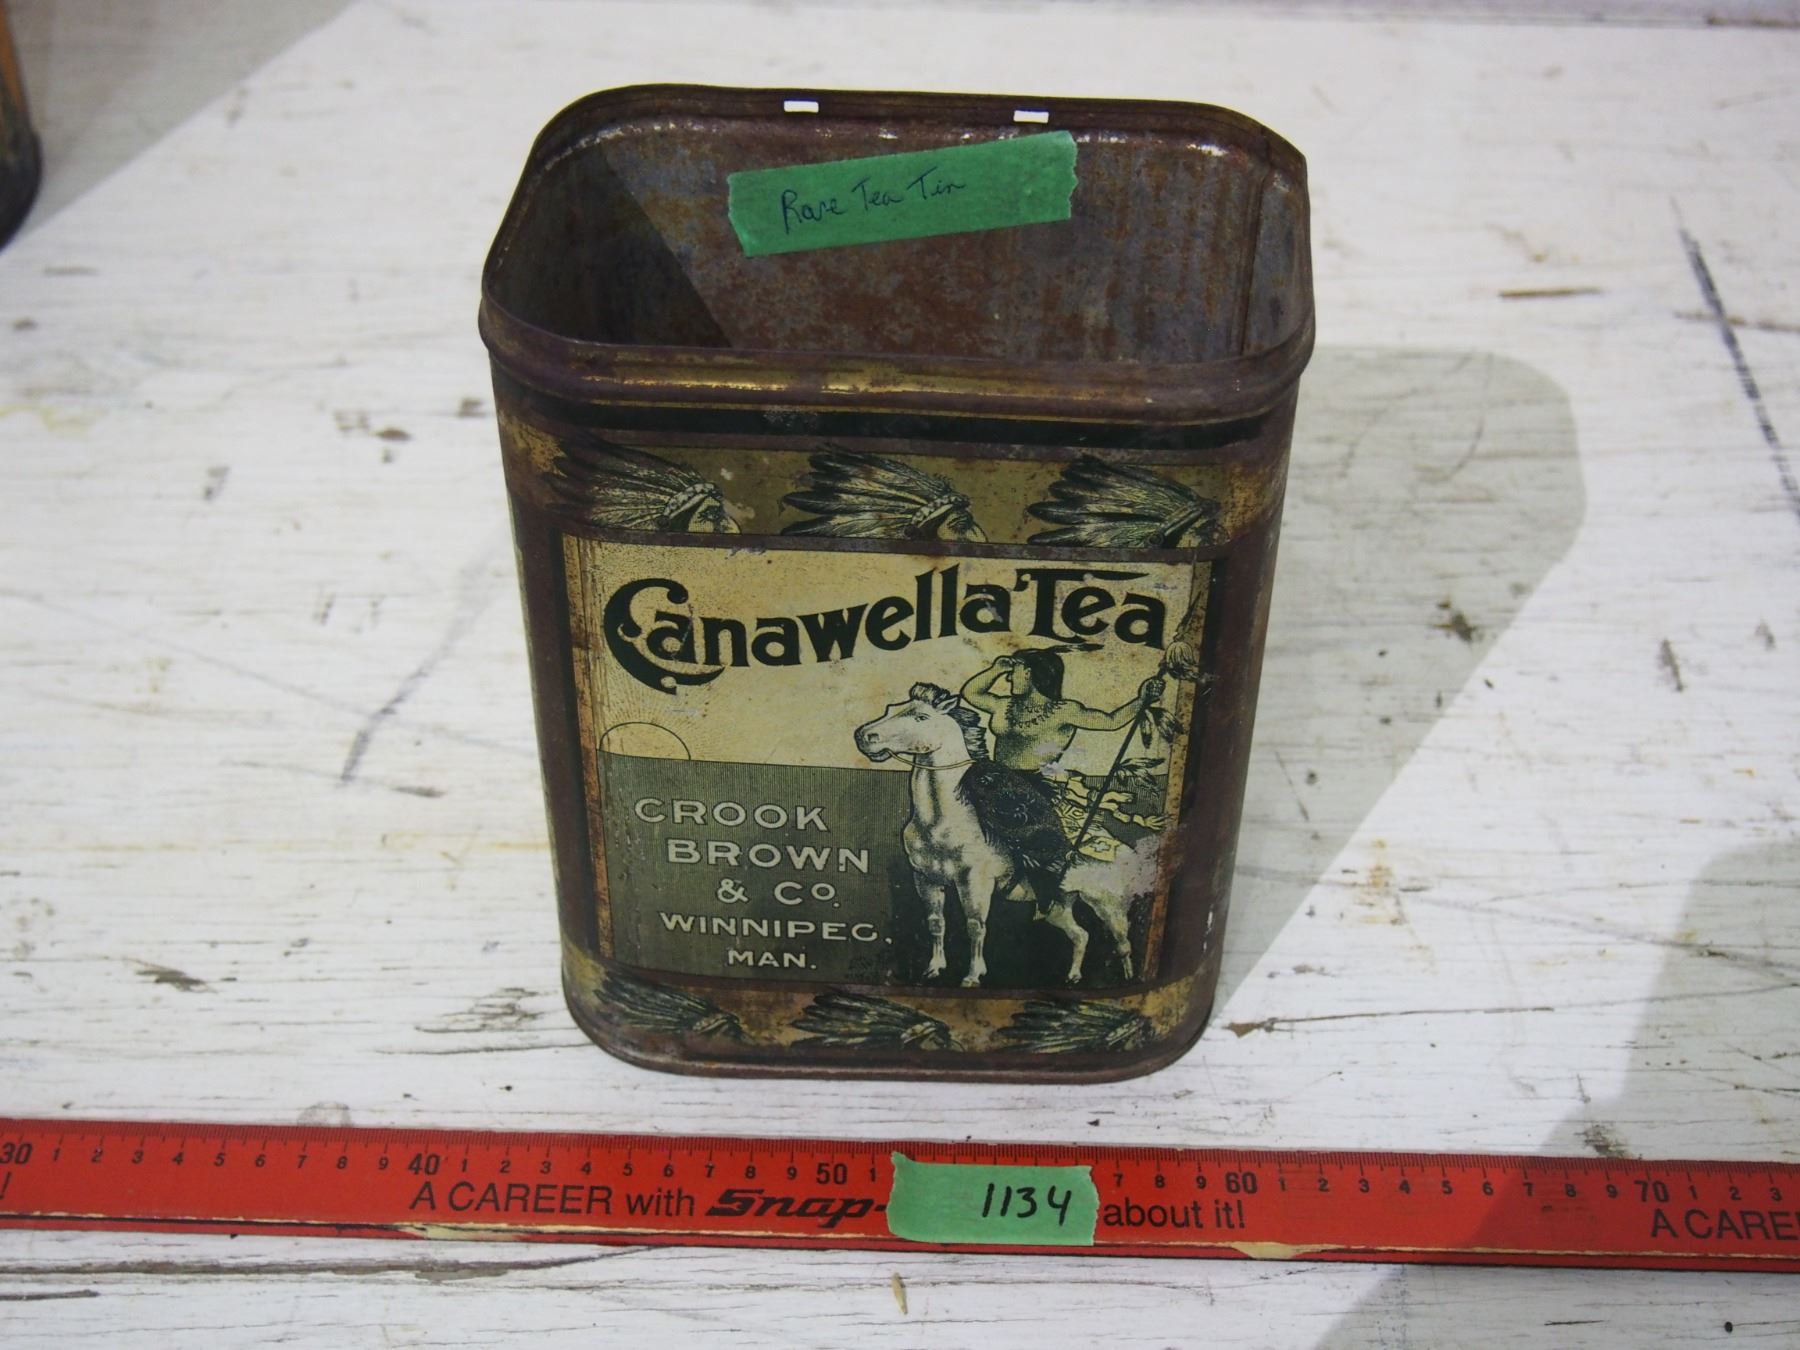 Rare Tea Tin
Canawella Tea
CROOK
BROWN
& Co.
WINNIPEG,
MAN.
30 1 2 3 4 5 6 7 8 9 40 1 2 3 4 5 6 7 8 9 50 1 7 8 9 60 1 2 3 4 5 6 7 8 9 70 1 2 3
! A CAREER with Snap- 1134 about it! A CAREE